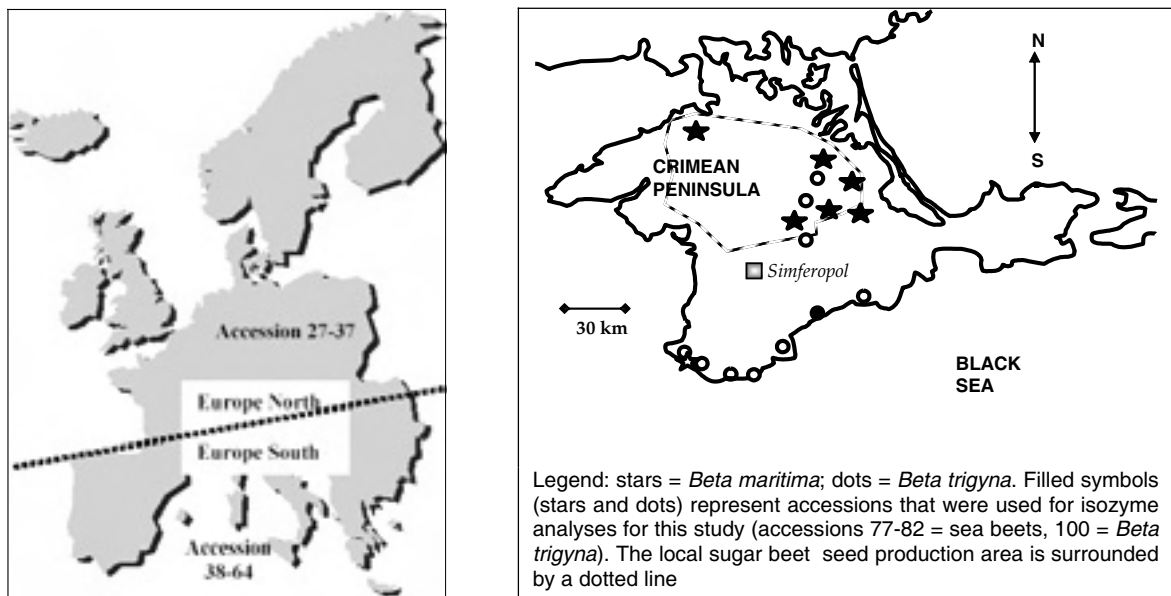 Accession 27-37
Europe North
Europe South
Accession
38-64
N
S
CRIMEAN
PENINSULA
Simferopol
30 km
BLACK
SEA
Legend: stars = Beta maritima; dots = Beta trigyna. Filled symbols
(stars and dots) represent accessions that were used for isozyme
analyses for this study (accessions 77-82 = sea beets, 100 = Beta
trigyna). The local sugar beet seed production area is surrounded
by a dotted line